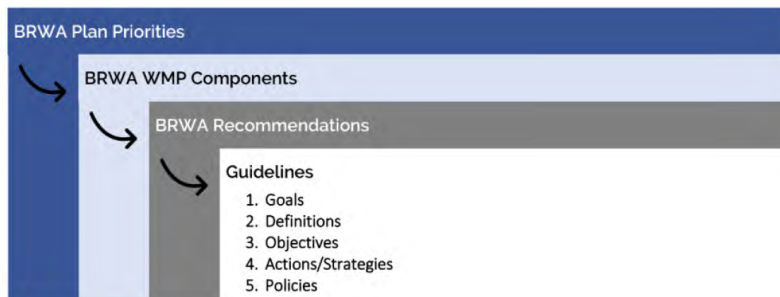 BRWA Plan Priorities
BRWA WMP Components
BRWA Recommendations
Guidelines
1. Goals
2. Definitions
3. Objectives
4. Actions/Strategies
5. Policies